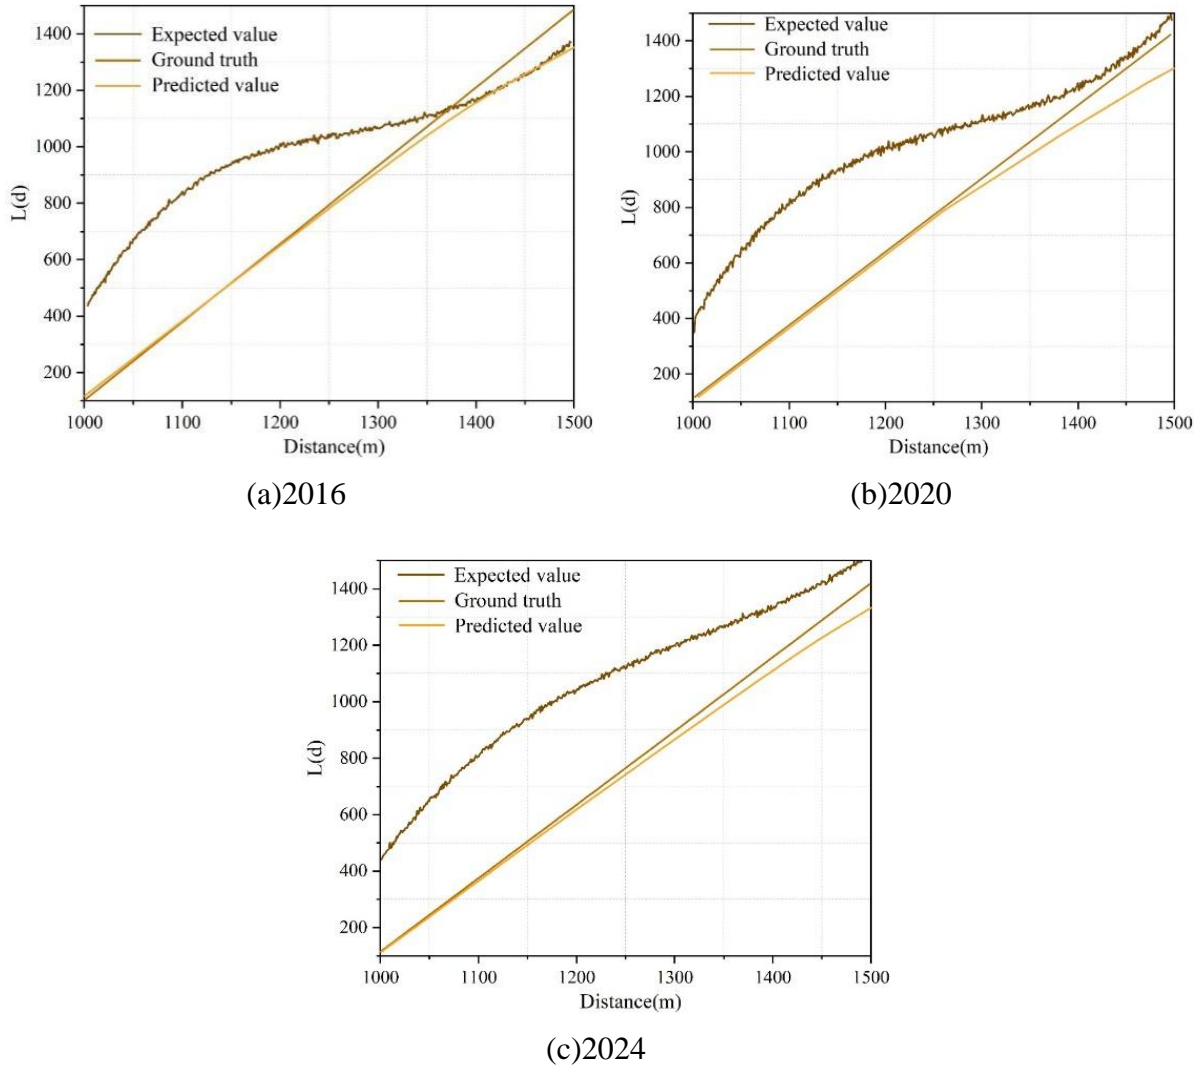 1400
1200
1000
800
600
400
200
L(d)
Expected value
Ground truth
Predicted value
1000 1100 1200 1300 1400 1500
Distance(m)
(a)2016
1400
1200
1000
800
600
400
200
L(d)
Expected value
Ground truth
Predicted value
1000 1100 1200 1300 1400 1500
Distance(m)
(b)2020
1400
1200
1000
800
600
400
200
L(d)
Expected value
Ground truth
Predicted value
1000 1100 1200 1300 1400 1500
Distance(m)
(c)2024